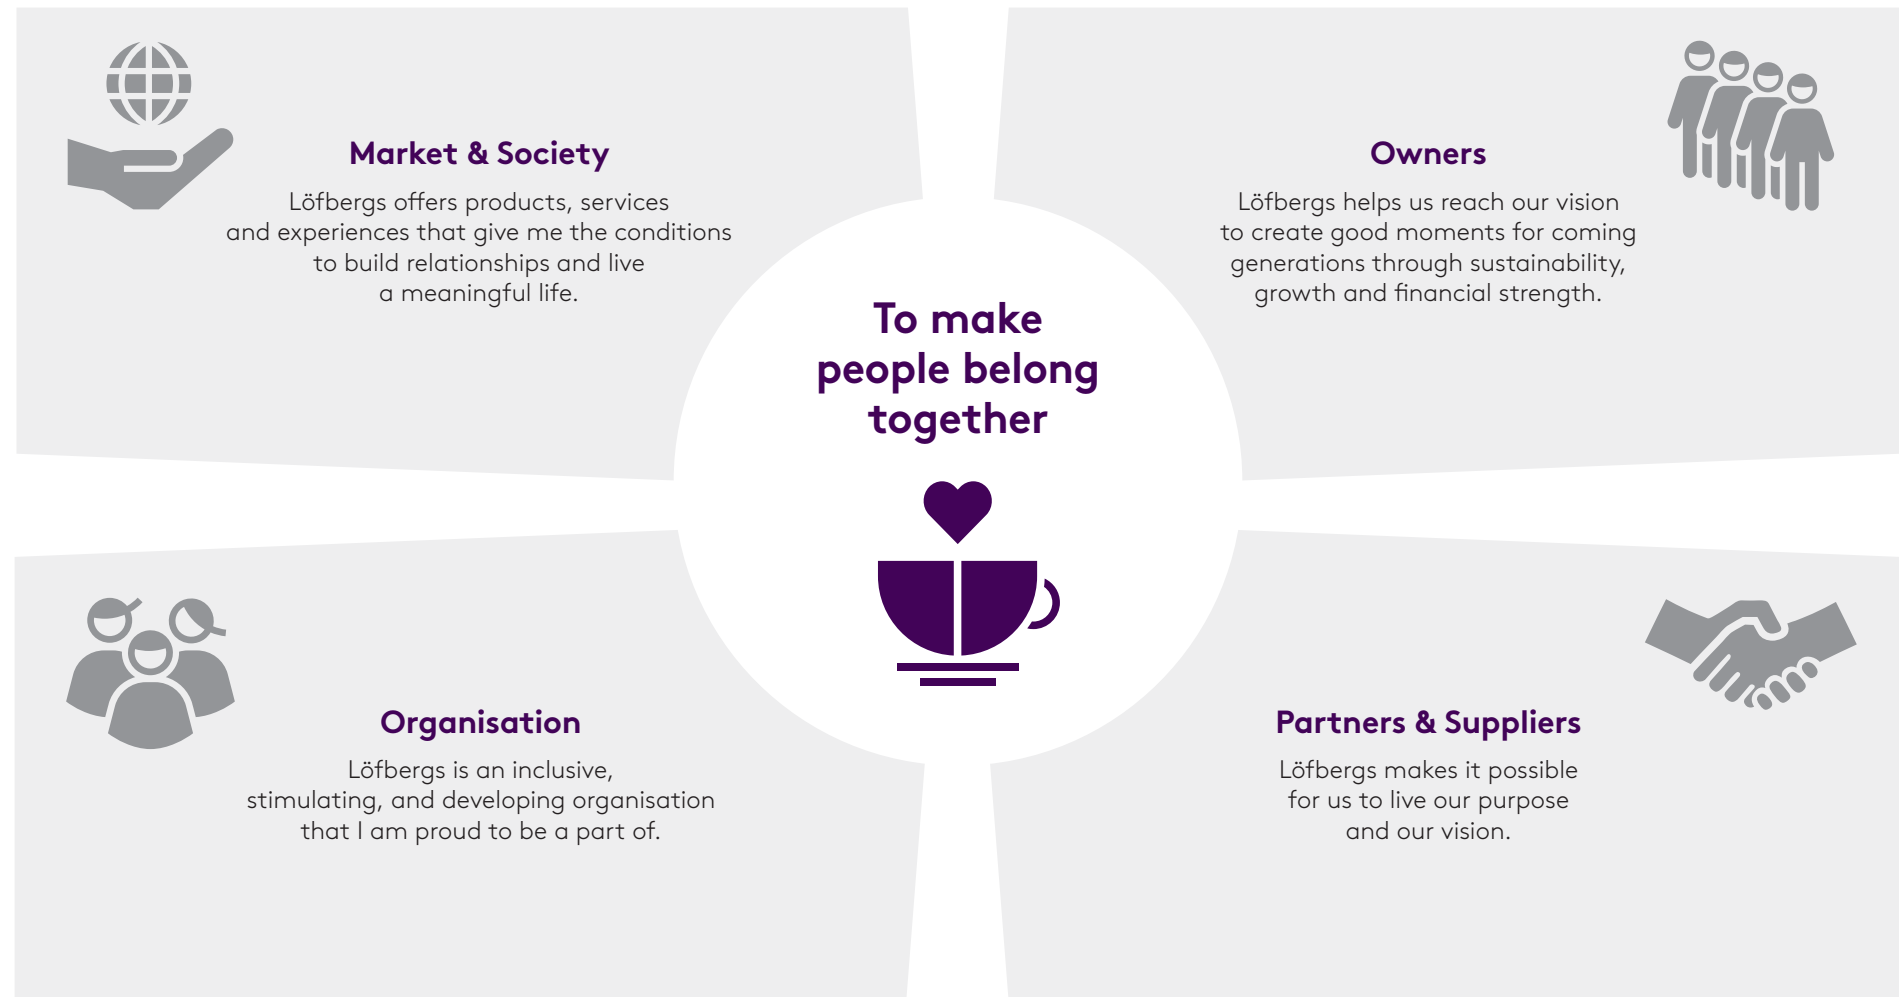 Market & Society
Löfbergs offers products, services
and experiences that give me the conditions
to build relationships and live
a meaningful life.
Owners
Löfbergs helps us reach our vision
to create good moments for coming
generations through sustainability,
growth and financial strength.
To make
people belong
together
Organisation
Löfbergs is an inclusive,
stimulating, and developing organisation
that I am proud to be a part of.
Partners & Suppliers
Löfbergs makes it possible
for us to live our purpose
and our vision.